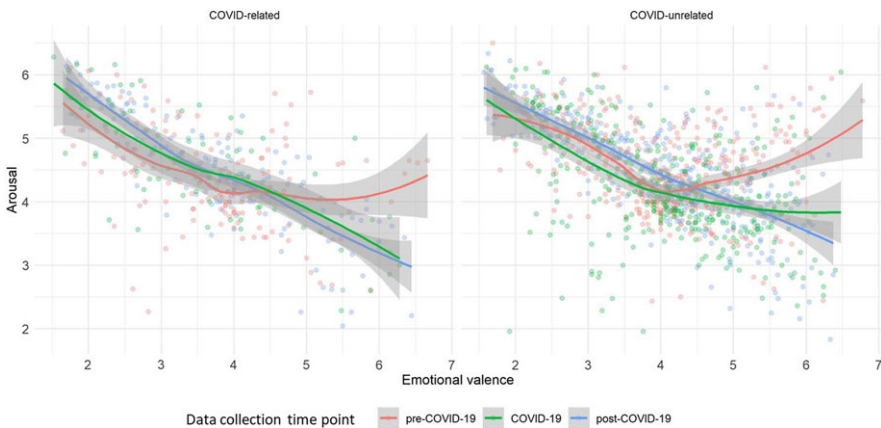 COVID-related COVID-unrelated
6
5
4
3
2
Arousal
2 3 4 5 6 7 2 3 4 5 6 7
Emotional valence
Data collection time point pre-COVID-19 COVID-19 post-COVID-19